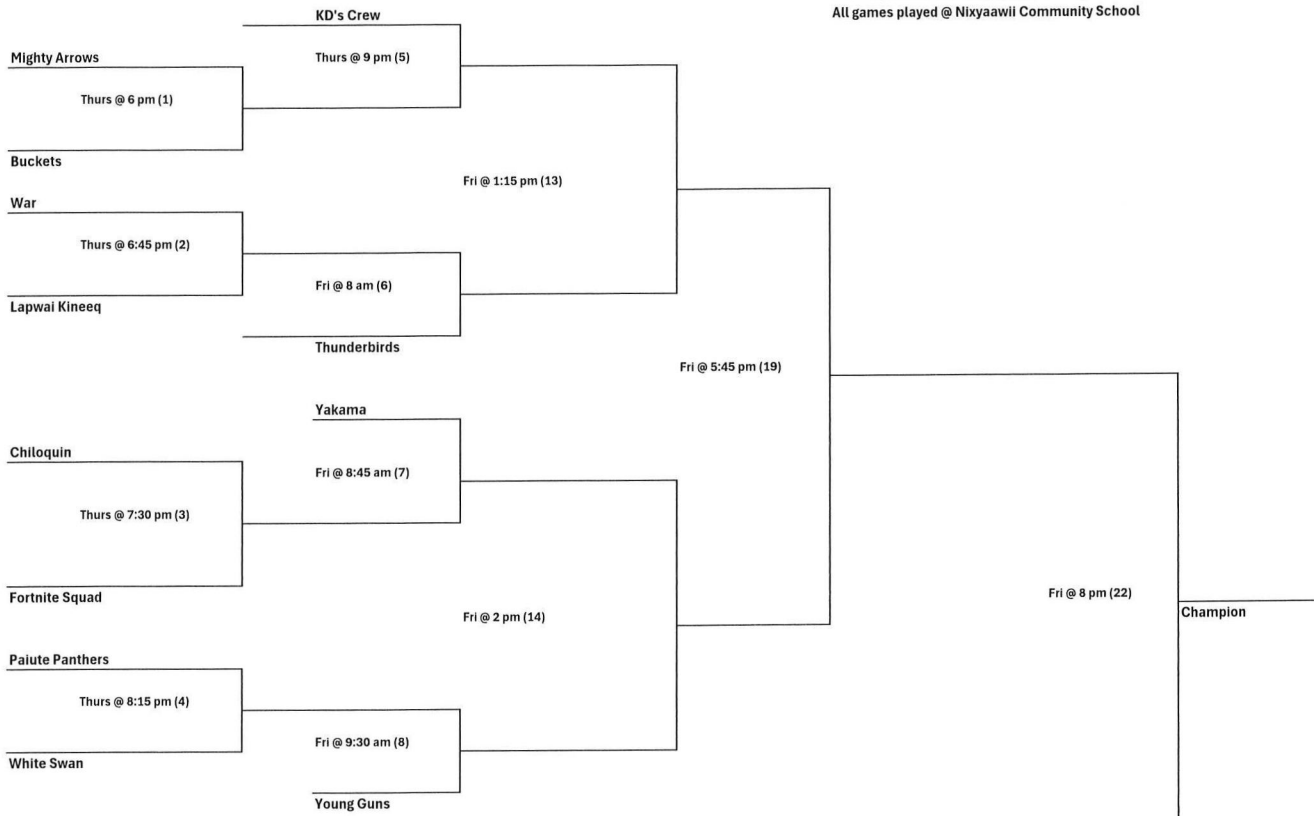 KD's Crew
All games played @ Nixyaawii Community School
Mighty Arrows
Thurs @ 9 pm (5)
Thurs @ 6 pm (1)
Buckets
Fri @ 1:15 pm (13)
War
Thurs @ 6:45 pm (2)
Fri @ 8 am (6)
Lapwai Kineeq
Thunderbirds
Fri @ 5:45 pm (19)
Yakama
Chiloquin
Fri @ 8:45 am (7)
Thurs @ 7:30 pm (3)
Fortnite Squad
Fri @ 8 pm (22)
Champion
Fri @ 2 pm (14)
Paiute Panthers
Thurs @ 8:15 pm (4)
Fri @ 9:30 am (8)
White Swan
Young Guns